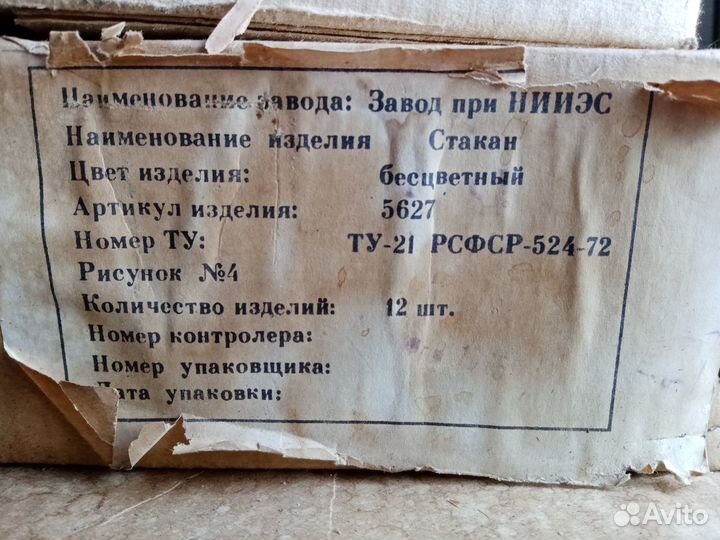 Наименование завода: Завод при НИИЭС
Наименование изделия Стакан
Цвет изделия: бесцветный
Артикул изделия: 5627
Номер ТУ: ТУ-21 РСФСР-524-72
Рисунок №4
Количество изделий: 12 шт.
Номер контролера:
Номер упаковщика:
Дата упаковки:
Avito